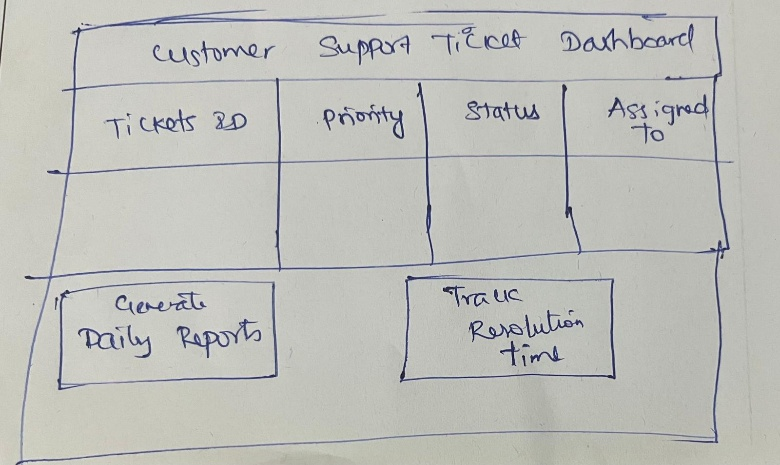 Customer Support Ticket Dashboard
Tickets ID Priority Status Assigned
to
Generate
Daily Reports
Track
Resolution
time